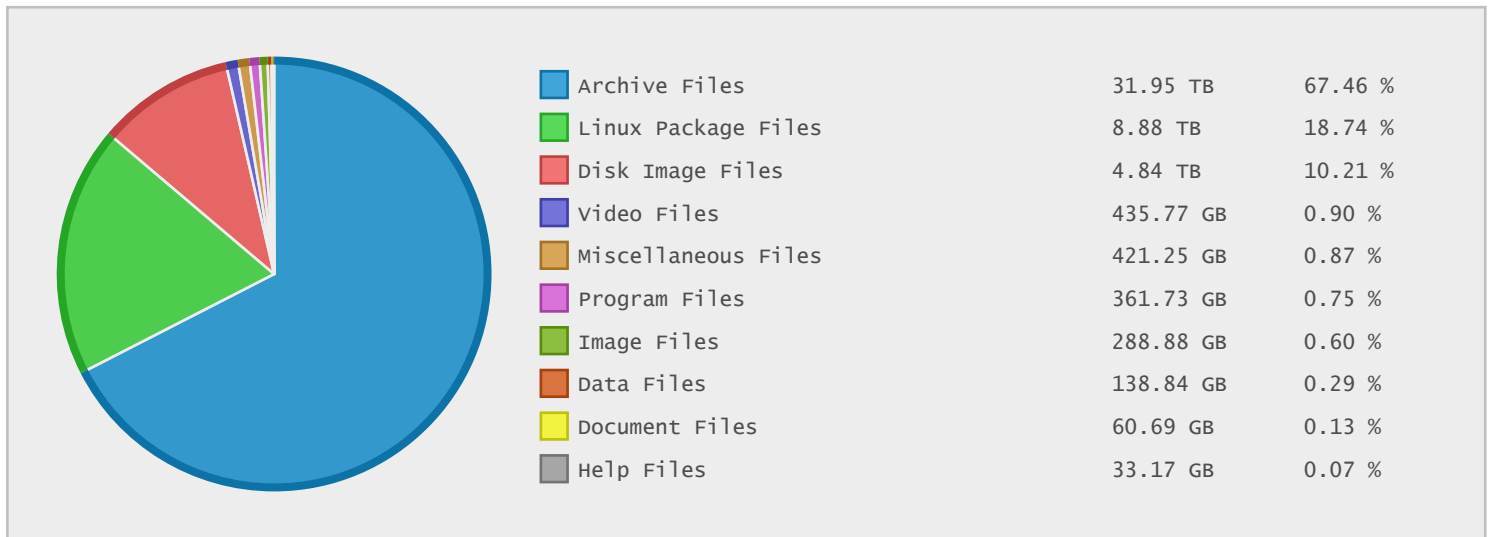 Archive Files 31.95 TB 67.46 %
Linux Package Files 8.88 TB 18.74 %
Disk Image Files 4.84 TB 10.21 %
Video Files 435.77 GB 0.90 %
Miscellaneous Files 421.25 GB 0.87 %
Program Files 361.73 GB 0.75 %
Image Files 288.88 GB 0.60 %
Data Files 138.84 GB 0.29 %
Document Files 60.69 GB 0.13 %
Help Files 33.17 GB 0.07 %